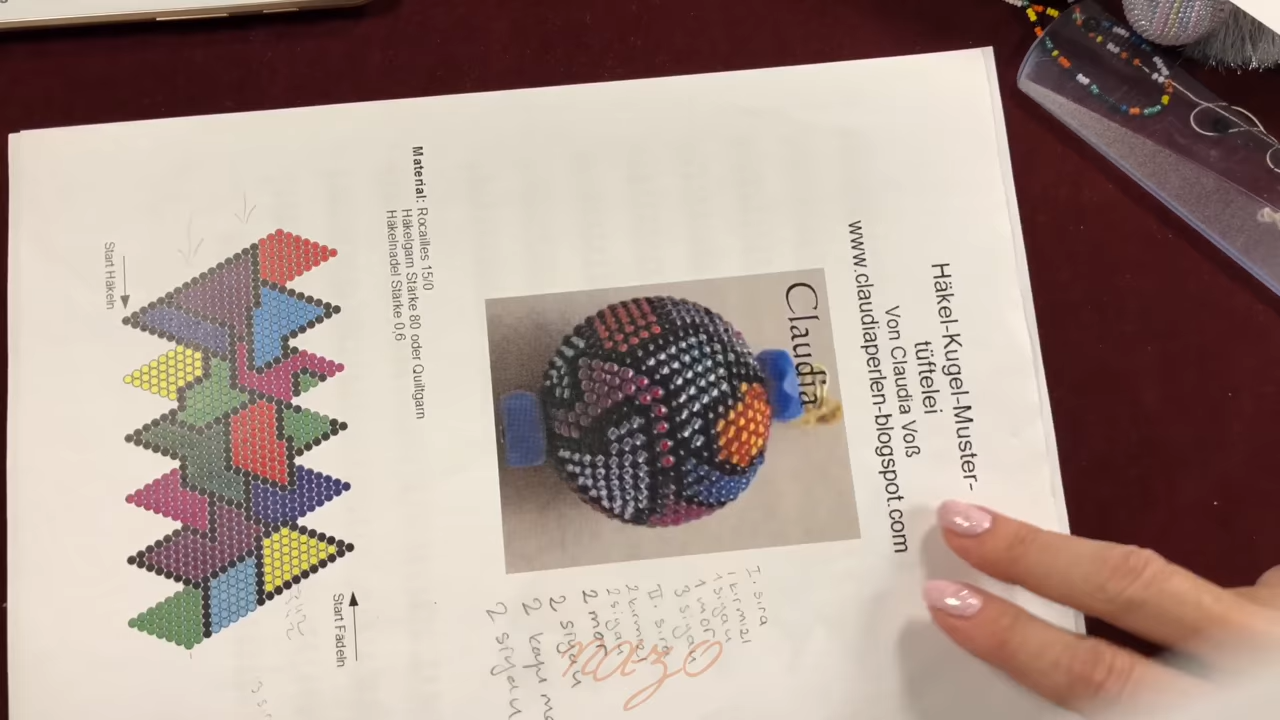 Häkel-Kugel-Muster-
tüftelei
Von Claudia Voß
www.claudiaperlen-blogspot.com
Claudia
Material: Rocailles 15/0
Häkelgarn Stärke 80 oder Quiltgarn
Häkelnadel Stärke 0,6
Start Häkeln
Start Fädeln
I. sıra
1 kırmızı
1 siyah
1 mor
3 siyah
II. sıra
2 kırmızı
2 siyah
2 mor
2 siyah
2
2 siyah